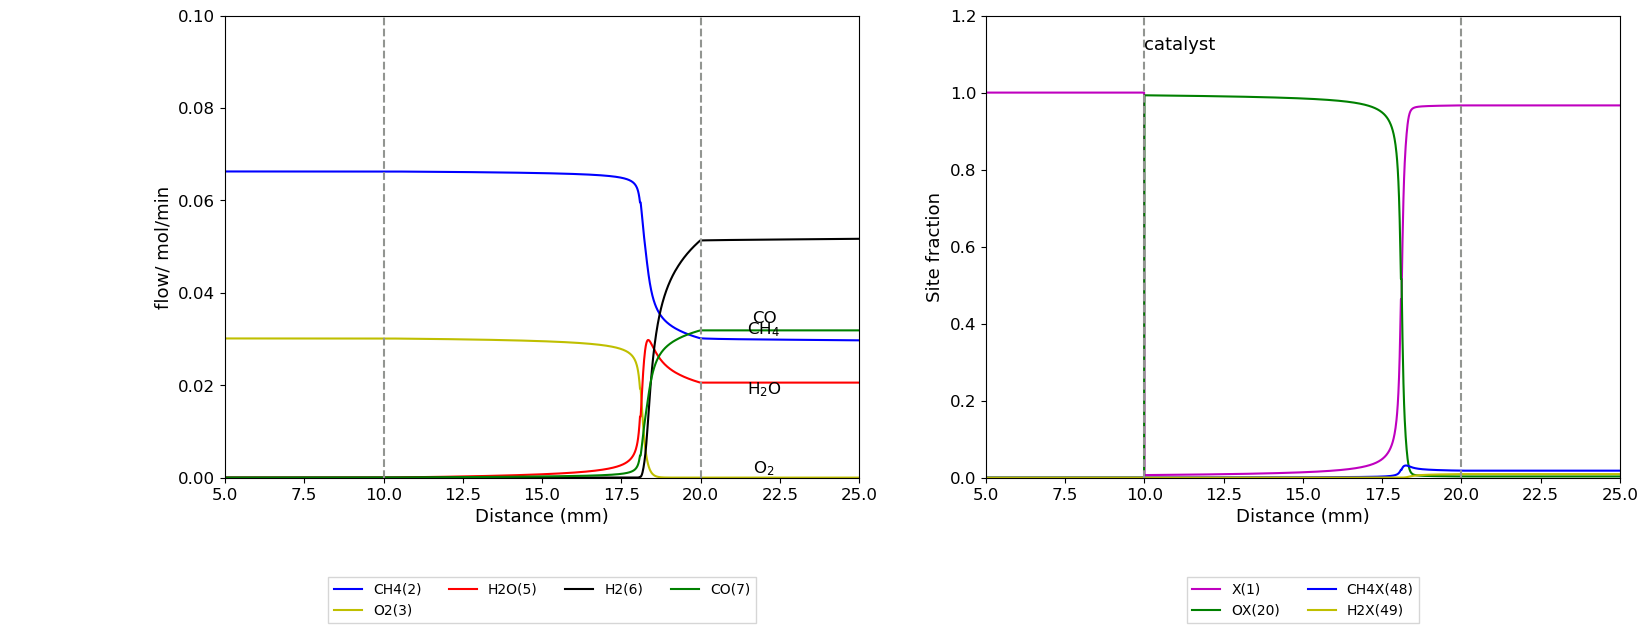 0.10
0.08
0.06
0.04
0.02
0.00
flow/ mol/min
CO
CH4
H2O
O2
5.0 7.5 10.0 12.5 15.0 17.5 20.0 22.5 25.0
Distance (mm)
CH4(2) H2O(5) H2(6) CO(7)
O2(3)
1.2
1.0
0.8
0.6
0.4
0.2
0.0
Site fraction
catalyst
5.0 7.5 10.0 12.5 15.0 17.5 20.0 22.5 25.0
Distance (mm)
X(1) CH4X(48)
OX(20) H2X(49)